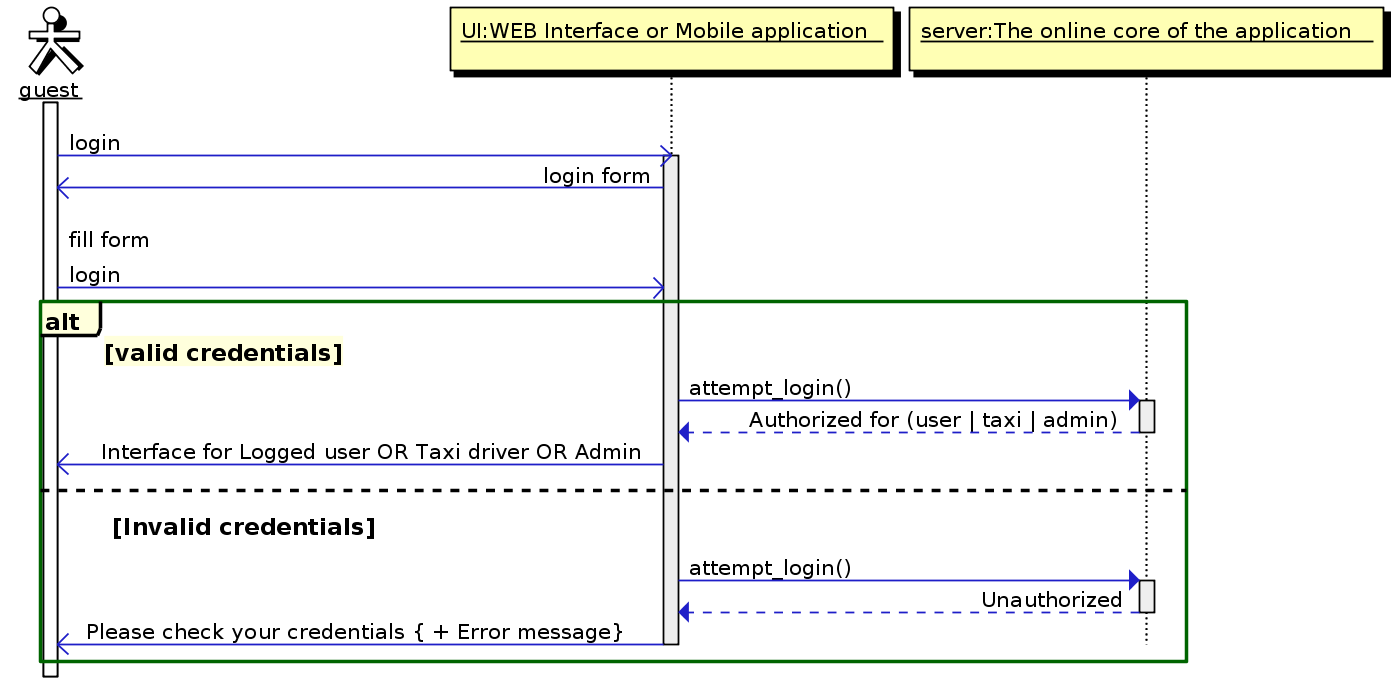 UI:WEB Interface or Mobile application
server:The online core of the application
guest
login
login form
fill form
login
alt
[valid credentials]
attempt_login()
Authorized for (user | taxi | admin)
Interface for Logged user OR Taxi driver OR Admin
[Invalid credentials]
attempt_login()
Unauthorized
Please check your credentials { + Error message}